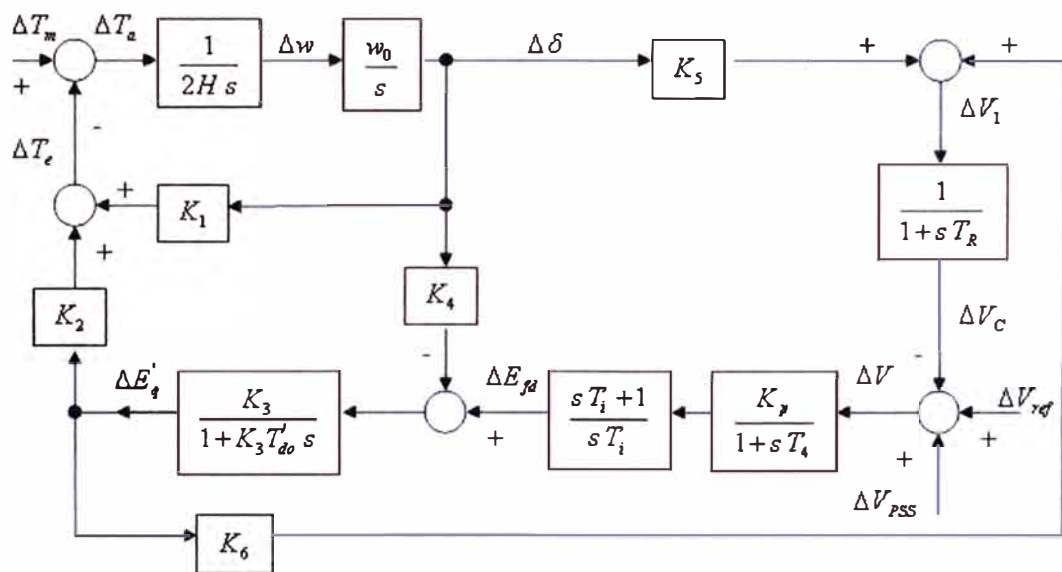 ΔT_m
ΔT_a
1
2H s
Δw
w_0
s
Δδ
K_5
+
+
+
-
ΔV_1
ΔT_e
+
K_1
1
1+s T_R
+
K_4
K_2
ΔV_C
-
-
ΔE'_q
K_3
1+K_3T'_do s
ΔE_fd
s T_i +1
s T_i
K_p
1+s T_4
ΔV
ΔV_ref
+
+
+
ΔV_PSS
K_6